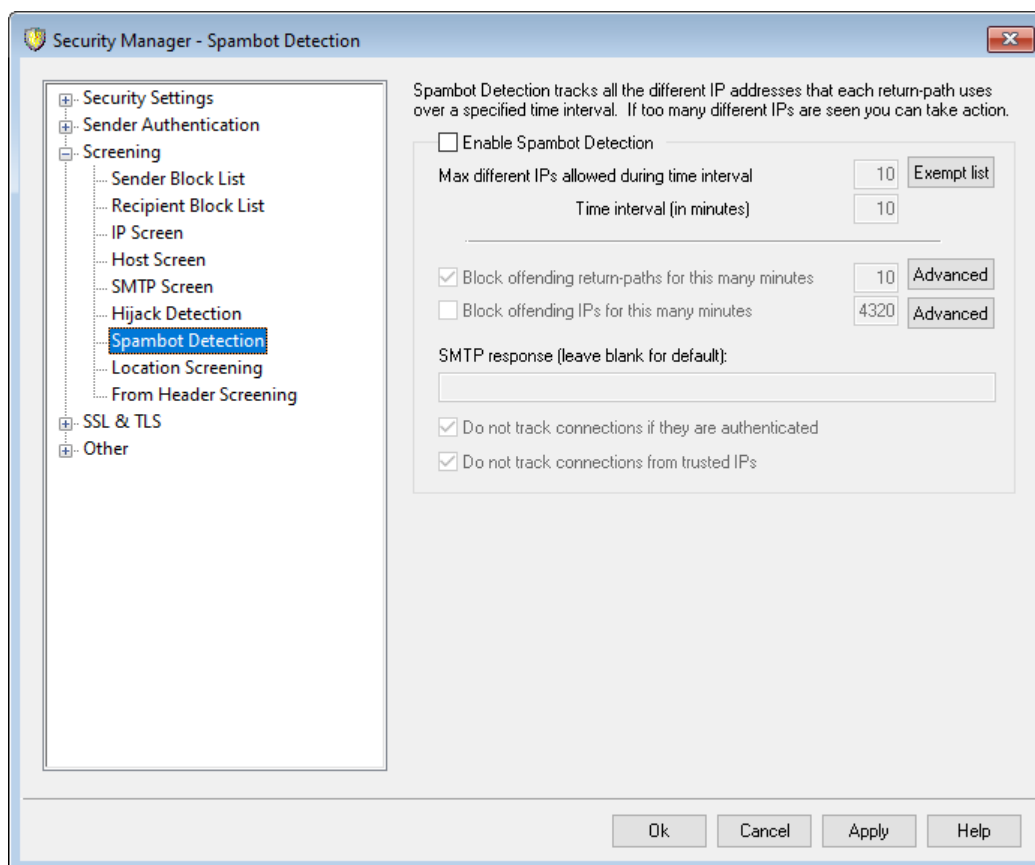 Security Manager - Spambot Detection
Security Settings
Sender Authentication
Screening
Sender Block List
Recipient Block List
IP Screen
Host Screen
SMTP Screen
Hijack Detection
Spambot Detection
Location Screening
From Header Screening
SSL & TLS
Other
Spambot Detection tracks all the different IP addresses that each return-path uses
over a specified time interval. If too many different IPs are seen you can take action.
Enable Spambot Detection
Max different IPs allowed during time interval 10 Exempt list
Time interval (in minutes) 10
Block offending return-paths for this many minutes 10 Advanced
Block offending IPs for this many minutes 4320 Advanced
SMTP response (leave blank for default):
Do not track connections if they are authenticated
Do not track connections from trusted IPs
Ok Cancel Apply Help